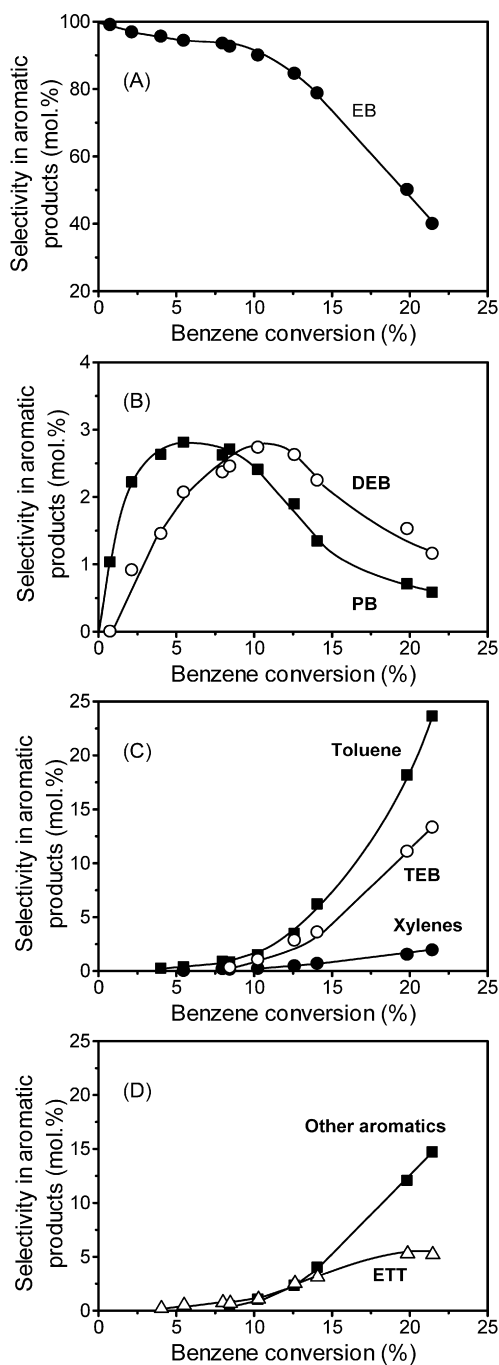 100
80
60
40
20
(A)
EB
Selectivity in aromatic
products (mol.%)
0 5 10 15 20 25
Benzene conversion (%)
4
3
2
1
0
(B)
DEB
PB
Selectivity in aromatic
products (mol.%)
0 5 10 15 20 25
Benzene conversion (%)
25
20
15
10
5
0
(C)
Toluene
TEB
Xylenes
Selectivity in aromatic
products (mol.%)
0 5 10 15 20 25
Benzene conversion (%)
25
20
15
10
5
0
(D)
Other aromatics
ETT
Selectivity in aromatic
products (mol.%)
0 5 10 15 20 25
Benzene conversion (%)